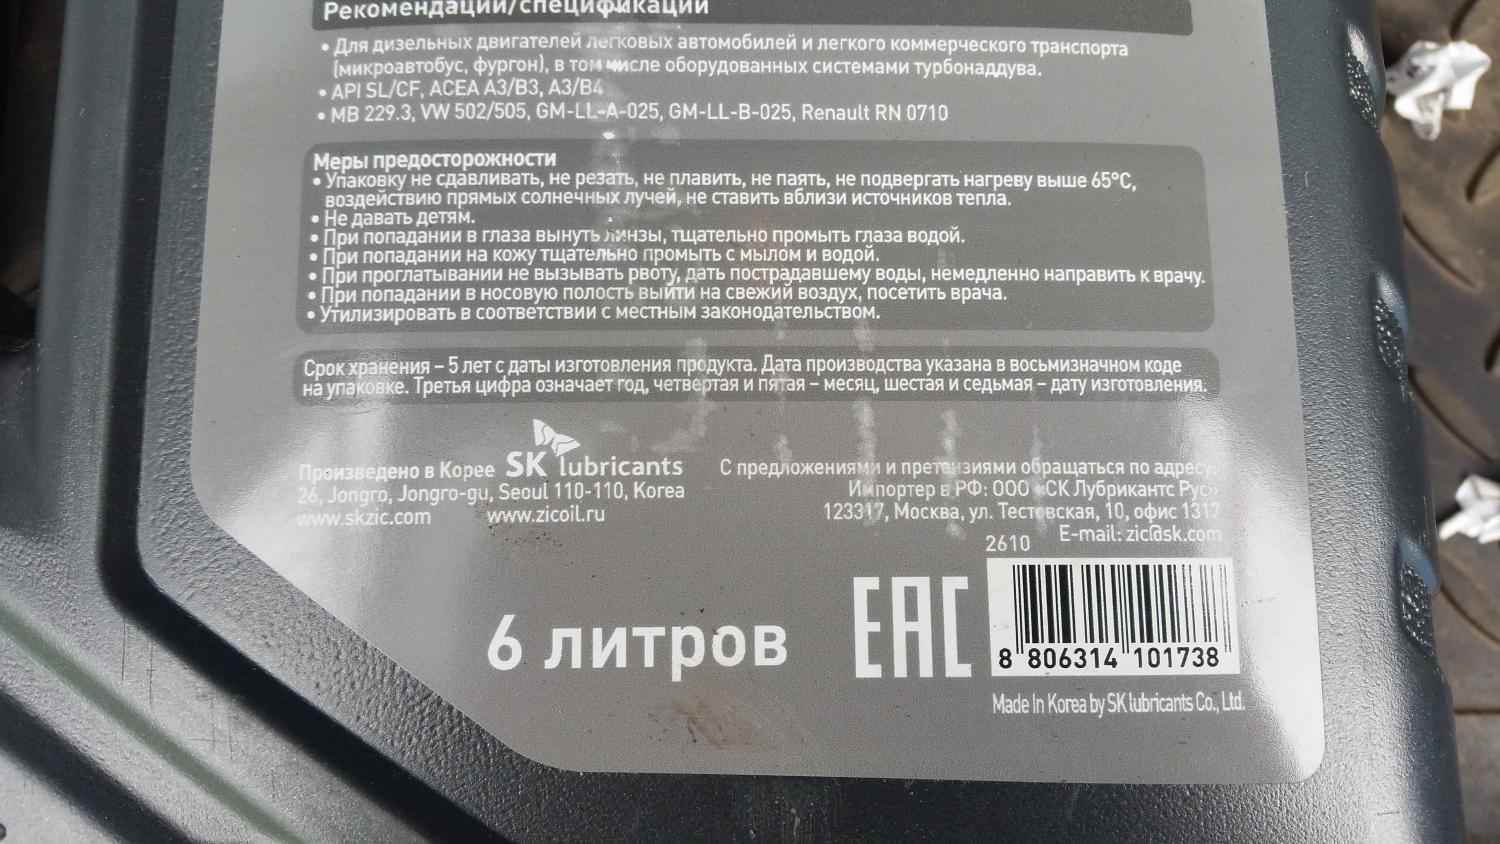 Рекомендации/спецификации
• Для дизельных двигателей легковых автомобилей и легкого коммерческого транспорта
(микроавтобус, фургон), в том числе оборудованных системами турбонаддува.
• API SL/CF, ACEA A3/B3, A3/B4
• MB 229.3, VW 502/505, GM-LL-A-025, GM-LL-B-025, Renault RN 0710
Меры предосторожности
• Упаковку не сдавливать, не резать, не плавить, не паять, не подвергать нагреву выше 65°C,
воздействию прямых солнечных лучей, не ставить вблизи источников тепла.
• Не давать детям.
• При попадании в глаза вынуть линзы, тщательно промыть глаза водой.
• При попадании на кожу тщательно промыть с мылом и водой.
• При проглатывании не вызывать рвоту, дать пострадавшему воды, немедленно направить к врачу.
• При попадании в носовую полость выйти на свежий воздух, посетить врача.
• Утилизировать в соответствии с местным законодательством.
Срок хранения – 5 лет с даты изготовления продукта. Дата производства указана в восьмизначном коде
на упаковке. Третья цифра означает год, четвертая и пятая – месяц, шестая и седьмая – дату изготовления.
Произведено в Корее SK lubricants
26, Jongro, Jongro-gu, Seoul 110-110, Korea
www.skzic.com www.zicoil.ru
С предложениями и претензиями обращаться по адресу:
Импортер в РФ: ООО «СК Лубрикантс Рус»
123317, Москва, ул. Тестовская, 10, офис 1317
E-mail: zic@sk.com
2610
6 литров
EAC
8 806314 101738
Made In Korea by SK lubricants Co., Ltd.